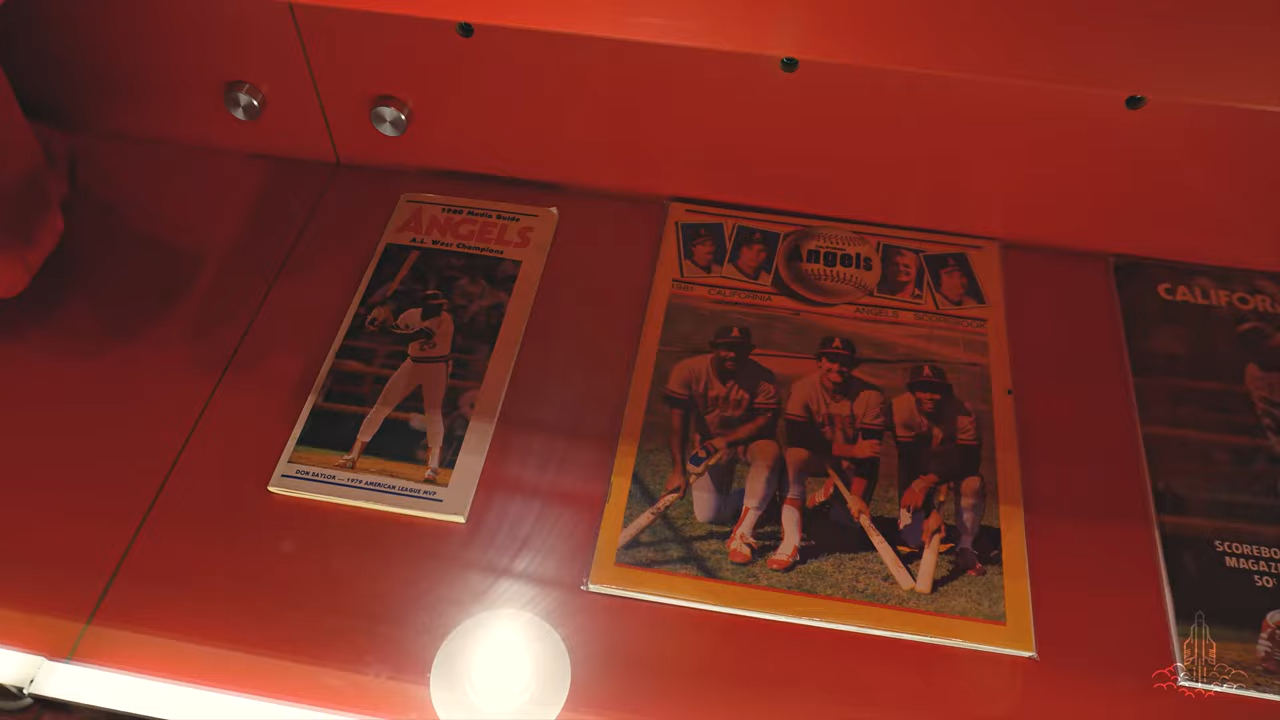 1980 Media Guide
ANGELS
A.L. West Champions
DON BAYLOR — 1979 AMERICAN LEAGUE MVP
Angels
1981 CALIFORNIA
ANGELS SCOREBOOK
CALIFOR
SCOREBO
MAGAZI
50¢